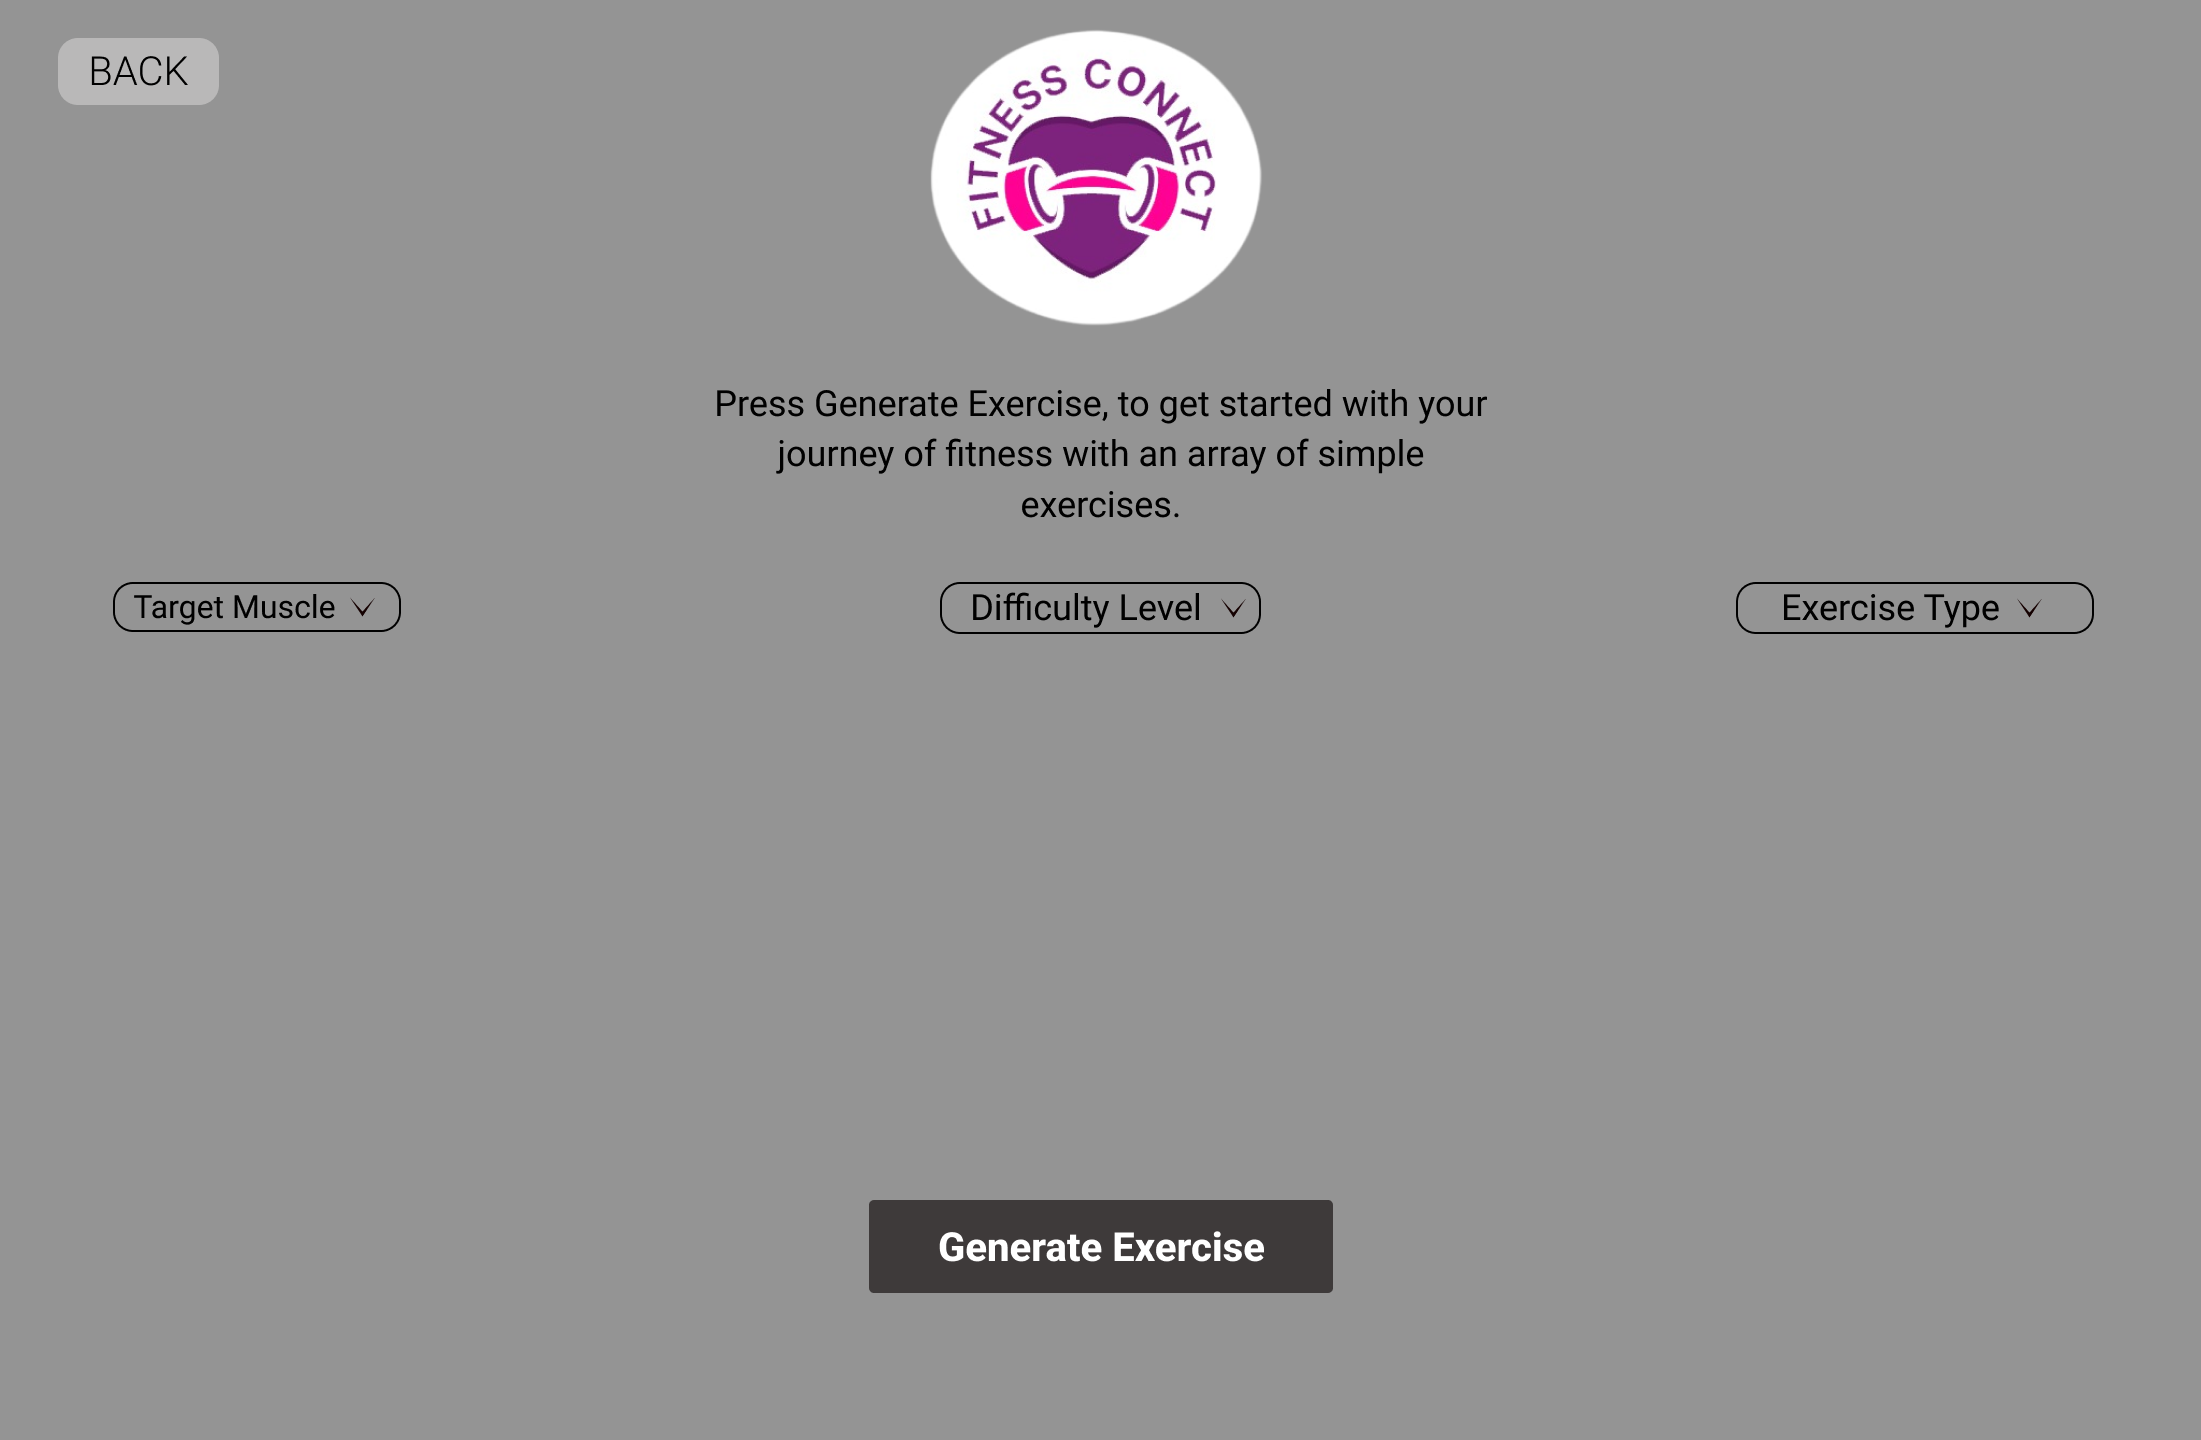 BACK
FITNESS CONNECT
Press Generate Exercise, to get started with your
journey of fitness with an array of simple
exercises.
Target Muscle
Difficulty Level
Exercise Type
Generate Exercise